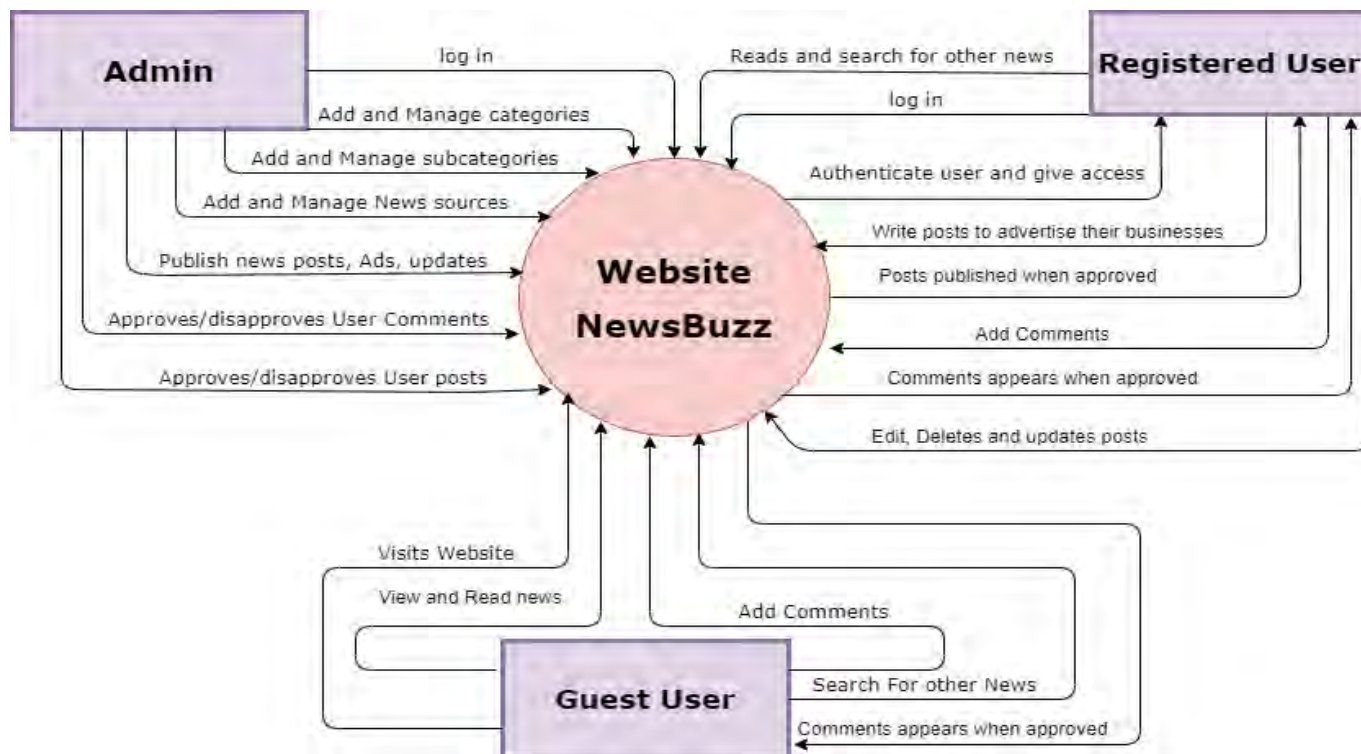 Admin
log in
Add and Manage categories
Add and Manage subcategories
Add and Manage News sources
Publish news posts, Ads, updates
Approves/disapproves User Comments
Approves/disapproves User posts
Website
NewsBuzz
Registered User
Reads and search for other news
log in
Authenticate user and give access
Write posts to advertise their businesses
Posts published when approved
Add Comments
Comments appears when approved
Edit, Deletes and updates posts
Visits Website
View and Read news
Add Comments
Guest User
Search For other News
Comments appears when approved